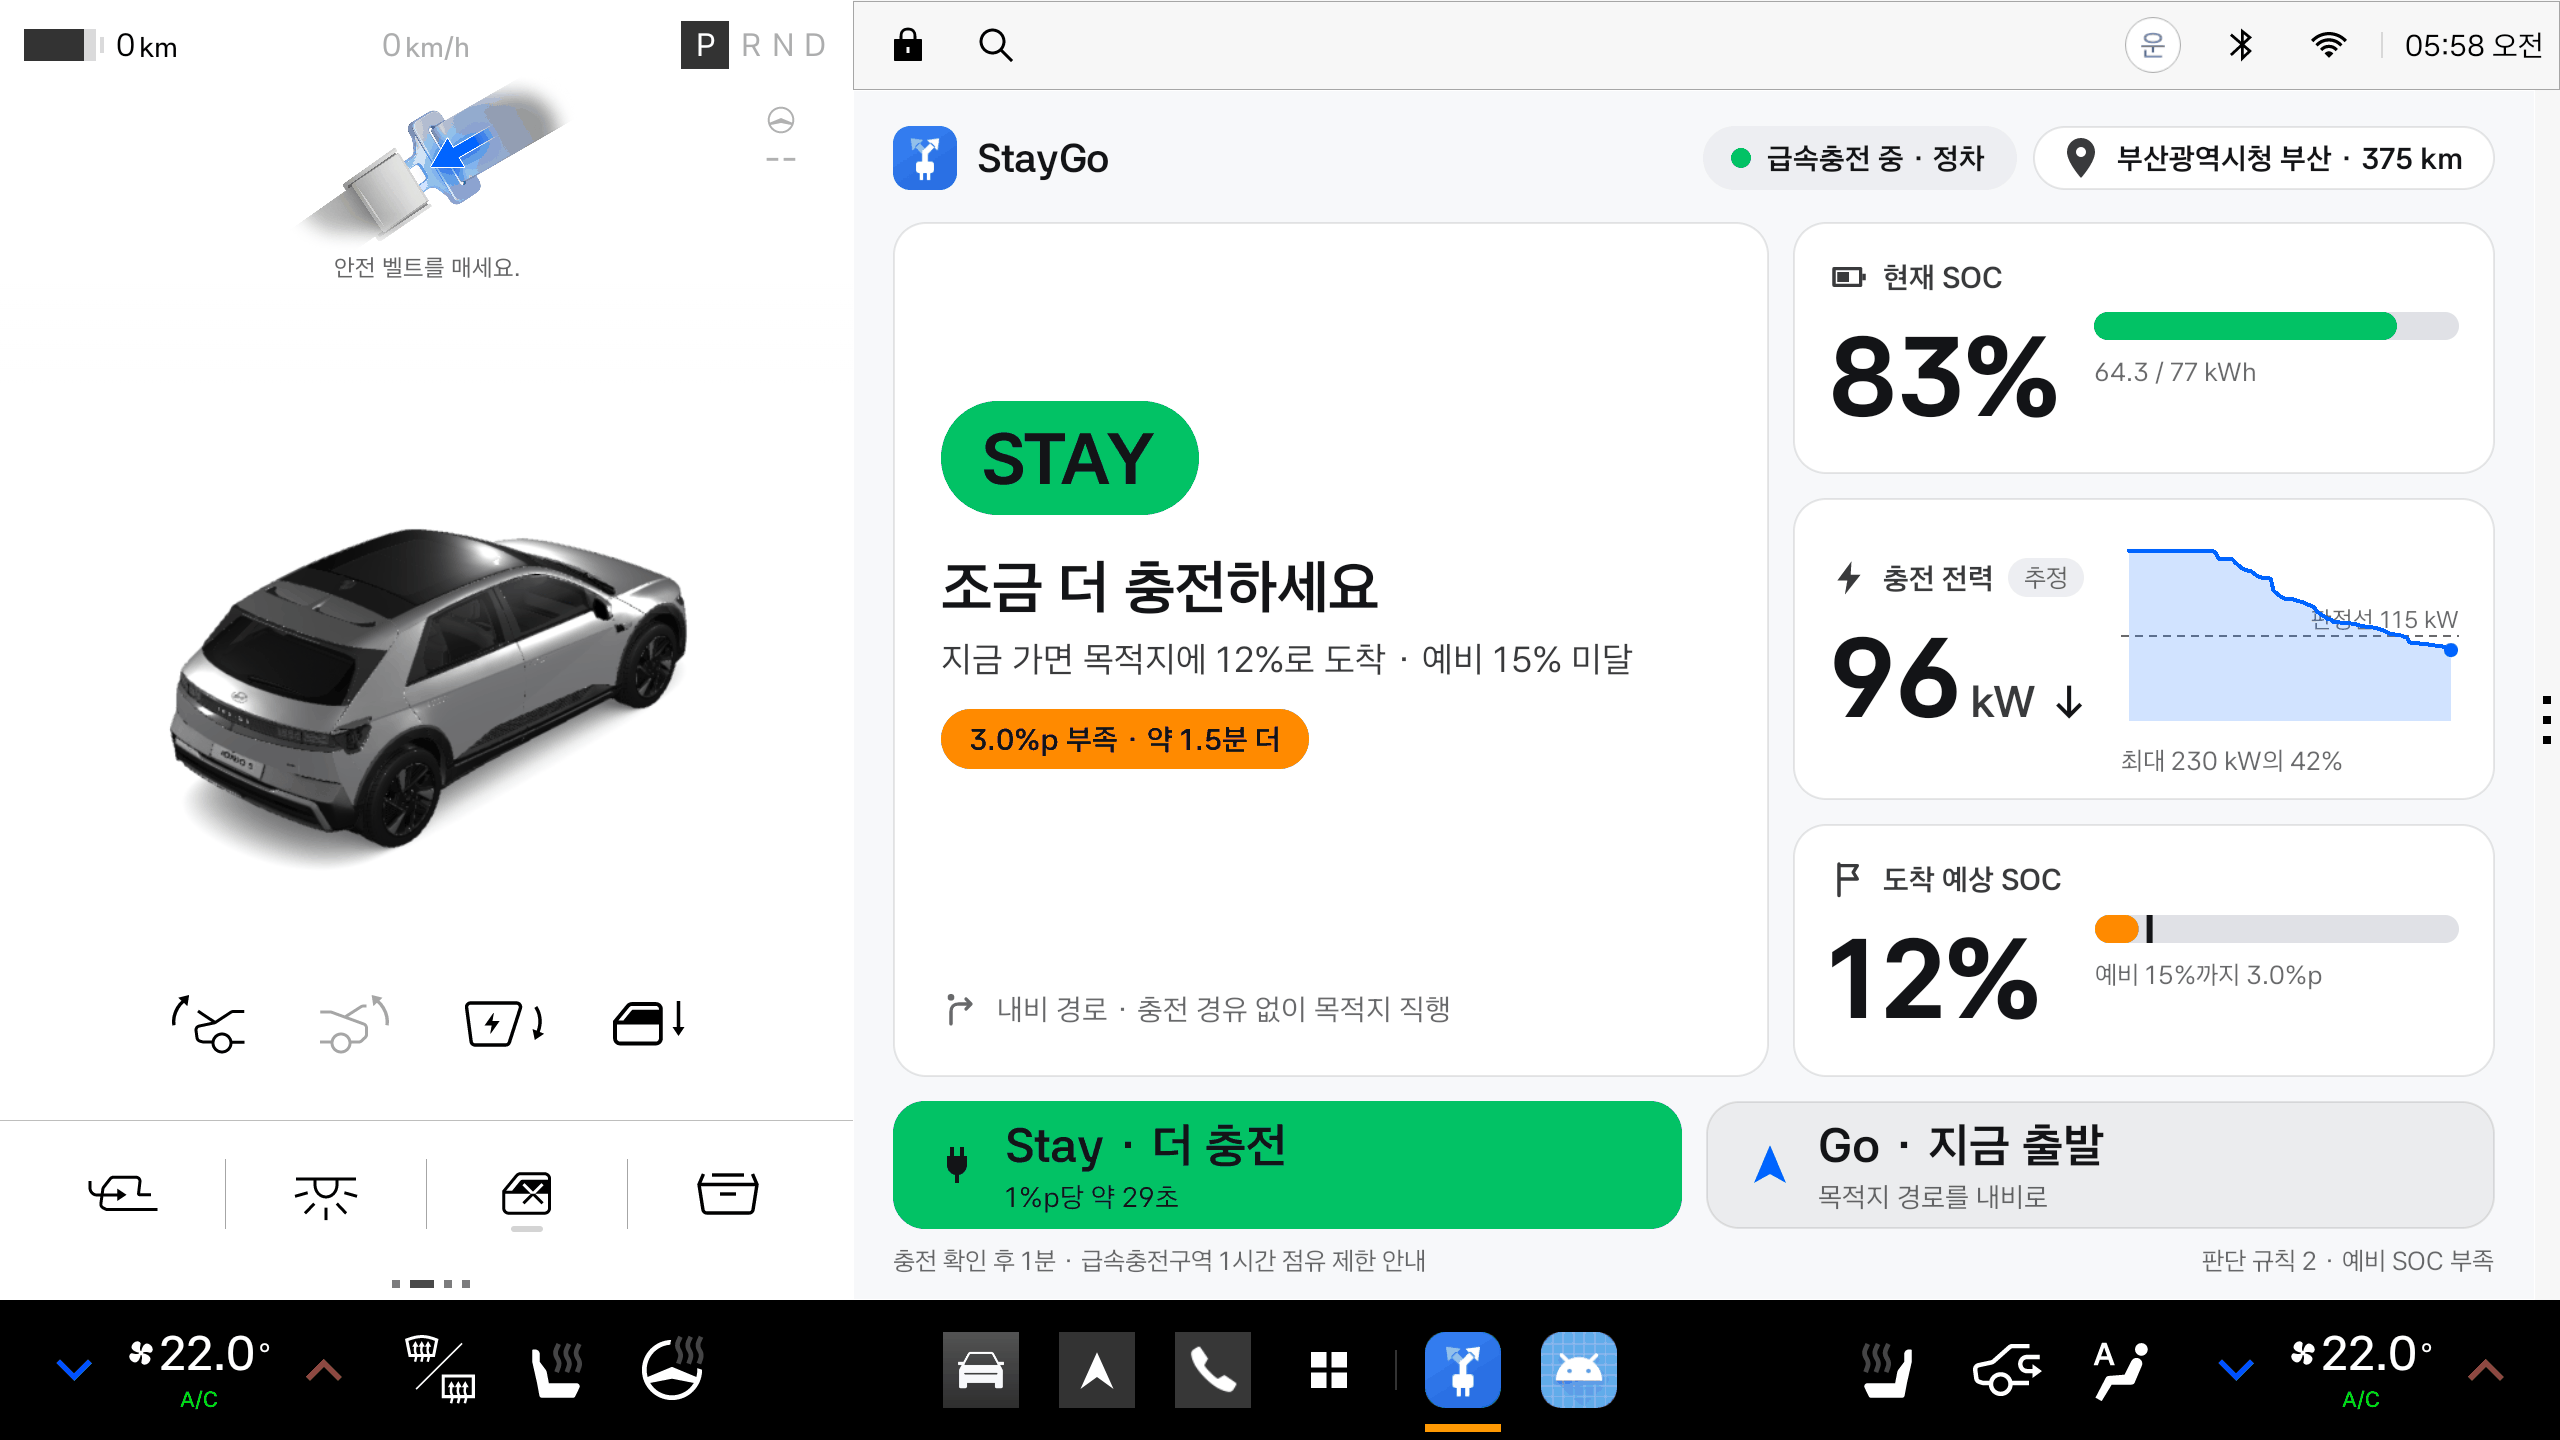 0 km
0 km/h
P R N D
운
05:58 오전
안전 벨트를 매세요.
StayGo
급속충전 중 · 정차
부산광역시청 부산 · 375 km
STAY
조금 더 충전하세요
지금 가면 목적지에 12%로 도착 · 예비 15% 미달
3.0%p 부족 · 약 1.5분 더
내비 경로 · 충전 경유 없이 목적지 직행
현재 SOC
83%
64.3 / 77 kWh
충전 전력 추정
96 kW ↓
판정선 115 kW
최대 230 kW의 42%
도착 예상 SOC
12%
예비 15%까지 3.0%p
Stay · 더 충전
1%p당 약 29초
Go · 지금 출발
목적지 경로를 내비로
충전 확인 후 1분 · 급속충전구역 1시간 점유 제한 안내
판단 규칙 2 · 예비 SOC 부족
22.0°
A/C
A
22.0°
A/C